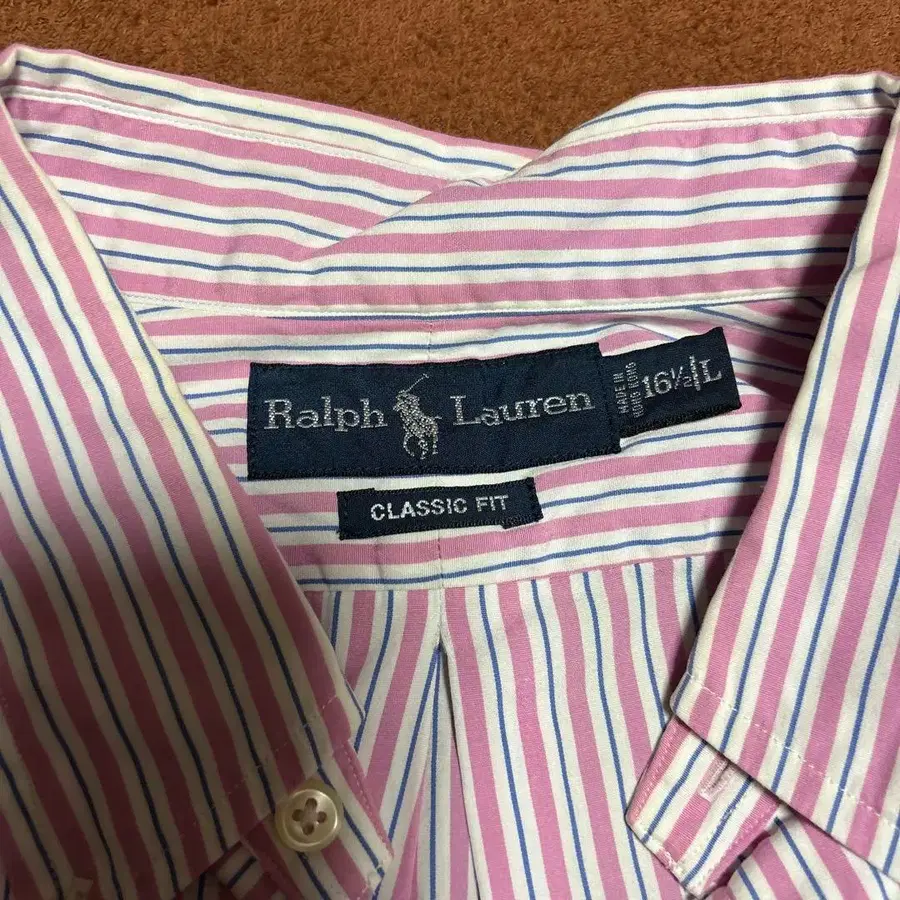 Ralph Lauren
MADE IN
HONG KONG
16½ L
CLASSIC FIT